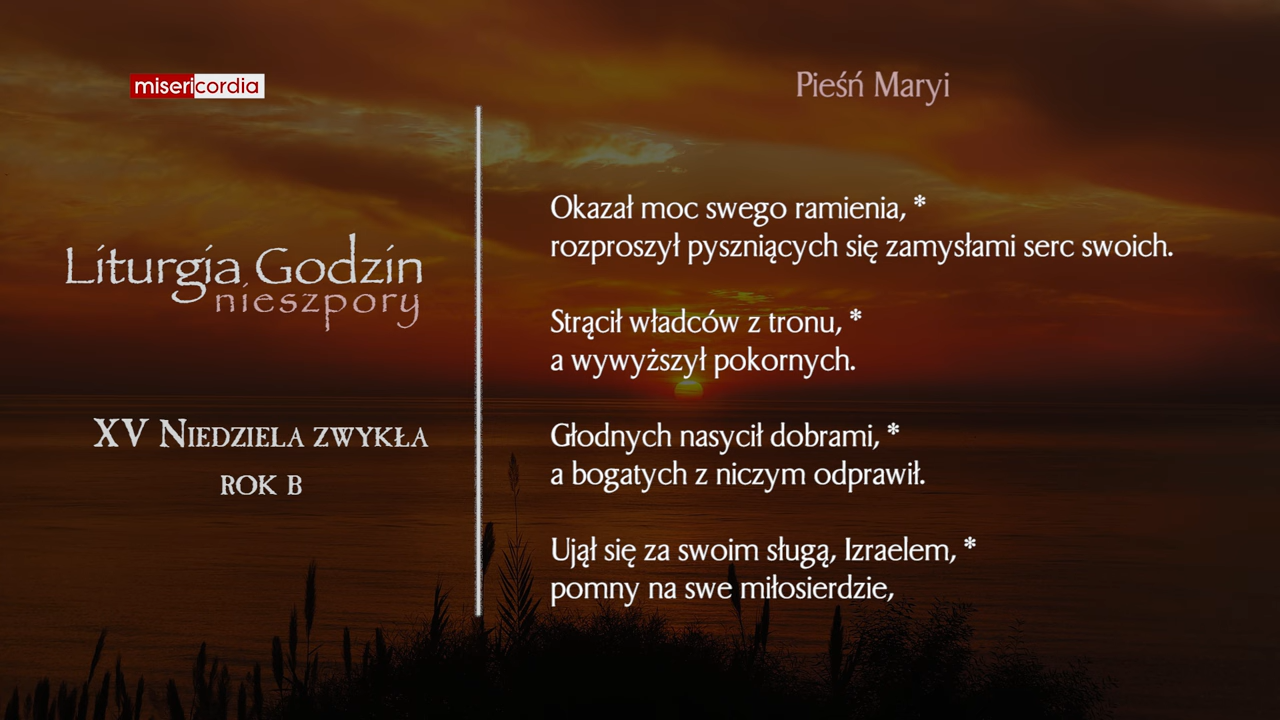 misericordia
Liturgia Godzin
nieszpory
XV Niedziela zwykła
rok B
Pieśń Maryi
Okazał moc swego ramienia, *
rozproszył pyszniących się zamysłami serc swoich.
Strącił władców z tronu, *
a wywyższył pokornych.
Głodnych nasycił dobrami, *
a bogatych z niczym odprawił.
Ujął się za swoim sługą, Izraelem, *
pomny na swe miłosierdzie,